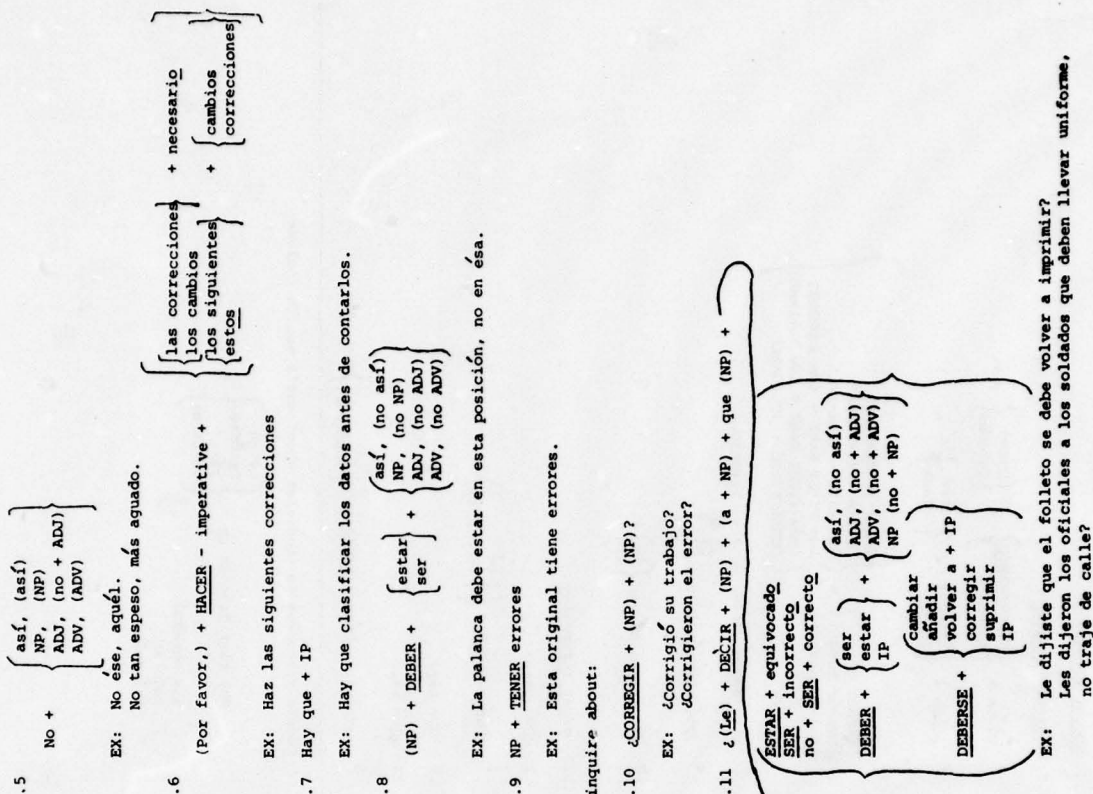 .5
No +
así, (así)
NP, (NP)
ADJ, (no + ADJ)
ADV, (ADV)
EX: No ése, aquél.
No tan espeso, más aguado.
.6
(Por favor,) + HACER - imperative +
las correcciones
los cambios
+ necesario
los siguientes
estos
+
cambios
correcciones
EX: Haz las siguientes correcciones
.7
Hay que + IP
EX: Hay que clasificar los datos antes de contarlos.
.8
(NP) + DEBER +
estar
ser
+
así, (no así)
NP, (no NP)
ADJ, (no ADJ)
ADV, (no ADV)
EX: La palanca debe estar en esta posición, no en ésa.
.9
NP + TENER errores
EX: Esta original tiene errores.
inquire about:
.10
¿CORREGIR + (NP) + (NP)?
EX: ¿Corrigió su trabajo?
¿Corrigieron el error?
.11
¿(Le) + DECIR + (NP) + (a + NP) + que (NP) +
ESTAR + equivocado
SER + incorrecto
no + SER + correcto
DEBER +
ser
estar
IP
+
así, (no así)
ADJ, (no + ADJ)
ADV, (no + ADV)
NP (no + NP)
DEBERSE +
cambiar
añadir
volver a + IP
corregir
suprimir
IP
EX: Le dijiste que el folleto se debe volver a imprimir?
Les dijeron los oficiales a los soldados que deben llevar uniforme,
no traje de calle?